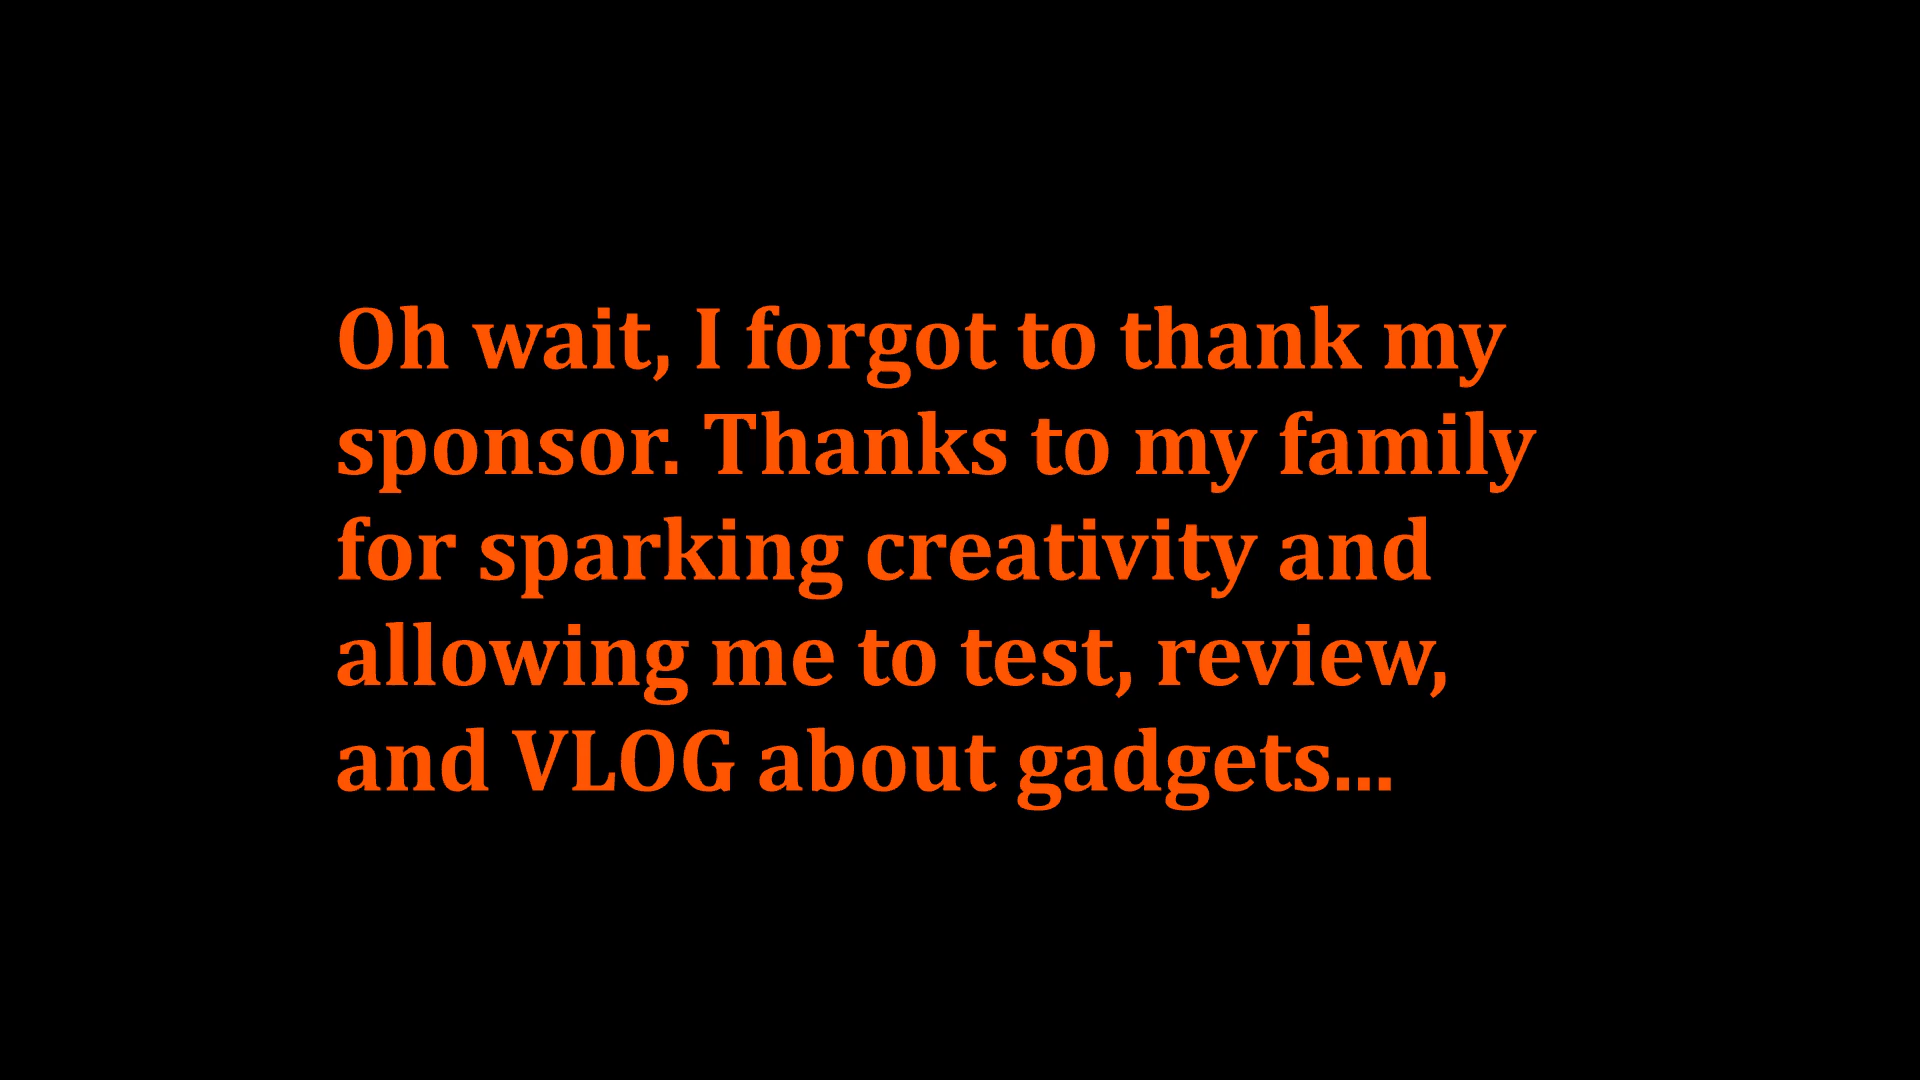 Oh wait, I forgot to thank my
sponsor. Thanks to my family
for sparking creativity and
allowing me to test, review,
and VLOG about gadgets...